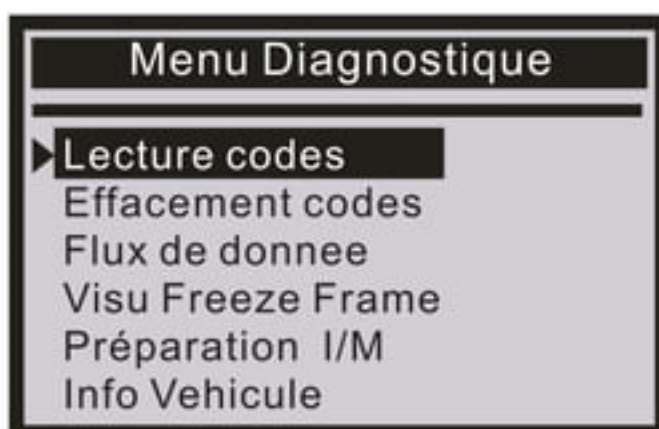 Menu Diagnostique
Lecture codes
Effacement codes
Flux de donnee
Visu Freeze Frame
Préparation I/M
Info Vehicule